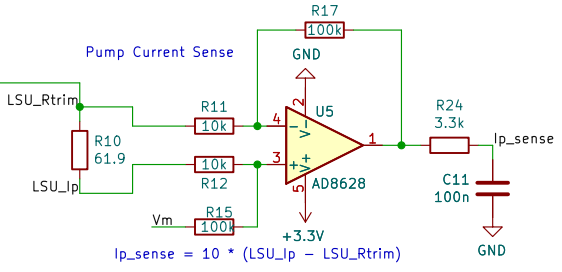 R17
100k
Pump Current Sense
GND
LSU_Rtrim
R11
10k
2
U5
V-
4
−
R10
61.9
1
R24
3.3k
Ip_sense
10k
3
+
V+
LSU_Ip
R12
AD8628
5
C11
100n
Vm
R15
100k
+3.3V
GND
Ip_sense = 10 * (LSU_Ip − LSU_Rtrim)